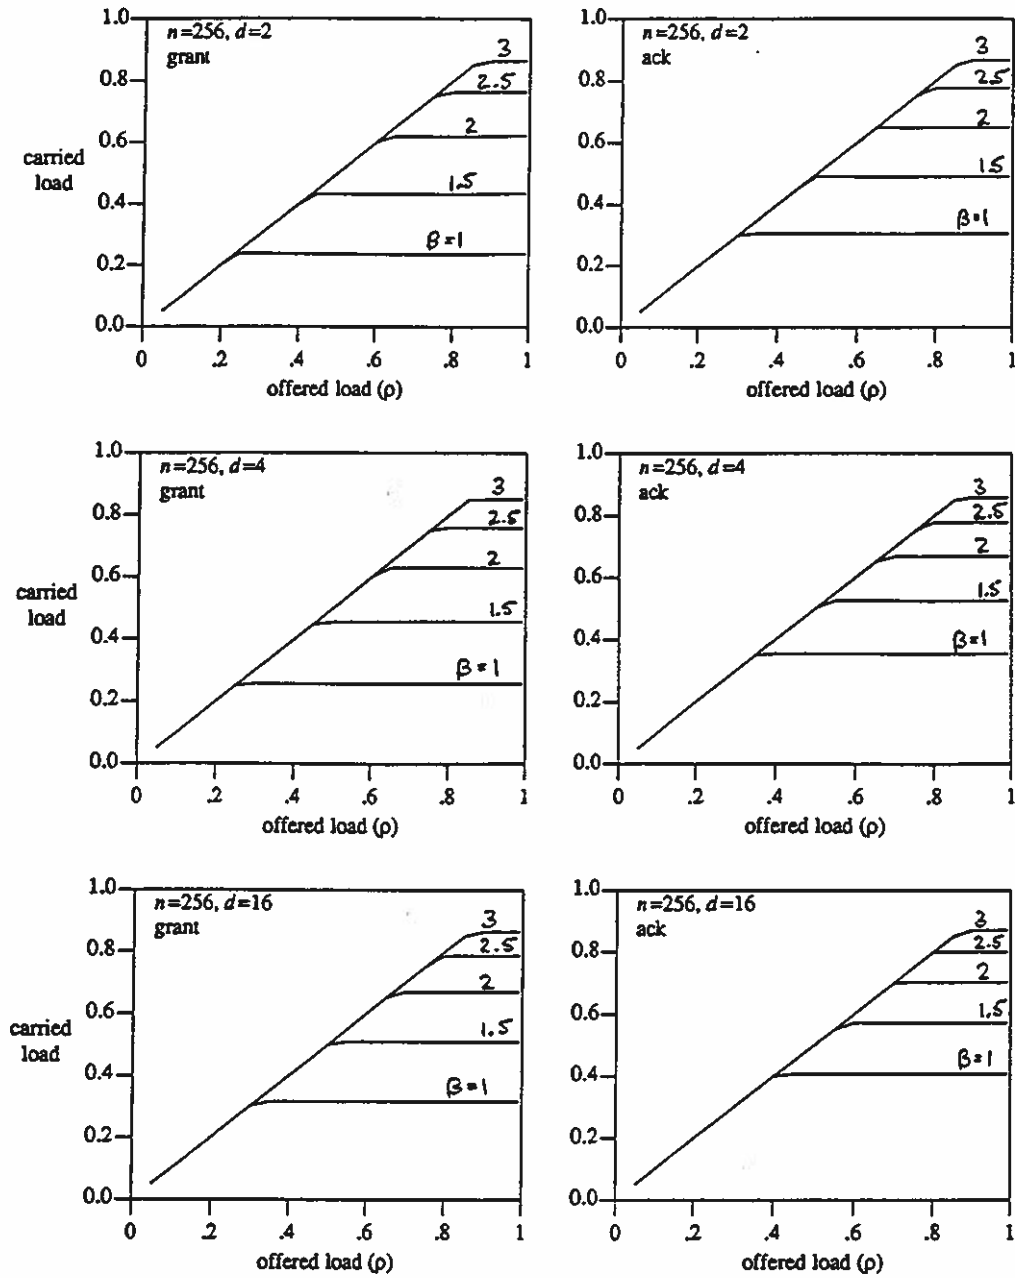 n=256, d=2
grant
1.0
0.8
0.6
0.4
0.2
0.0
carried
load
3
2.5
2
1.5
β=1
0 .2 .4 .6 .8 1
offered load (ρ)
n=256, d=2
ack
1.0
0.8
0.6
0.4
0.2
0.0
3
2.5
2
1.5
β=1
0 .2 .4 .6 .8 1
offered load (ρ)
n=256, d=4
grant
1.0
0.8
0.6
0.4
0.2
0.0
carried
load
3
2.5
2
1.5
β=1
0 .2 .4 .6 .8 1
offered load (ρ)
n=256, d=4
ack
1.0
0.8
0.6
0.4
0.2
0.0
3
2.5
2
1.5
β=1
0 .2 .4 .6 .8 1
offered load (ρ)
n=256, d=16
grant
1.0
0.8
0.6
0.4
0.2
0.0
carried
load
3
2.5
2
1.5
β=1
0 .2 .4 .6 .8 1
offered load (ρ)
n=256, d=16
ack
1.0
0.8
0.6
0.4
0.2
0.0
3
2.5
2
1.5
β=1
0 .2 .4 .6 .8 1
offered load (ρ)